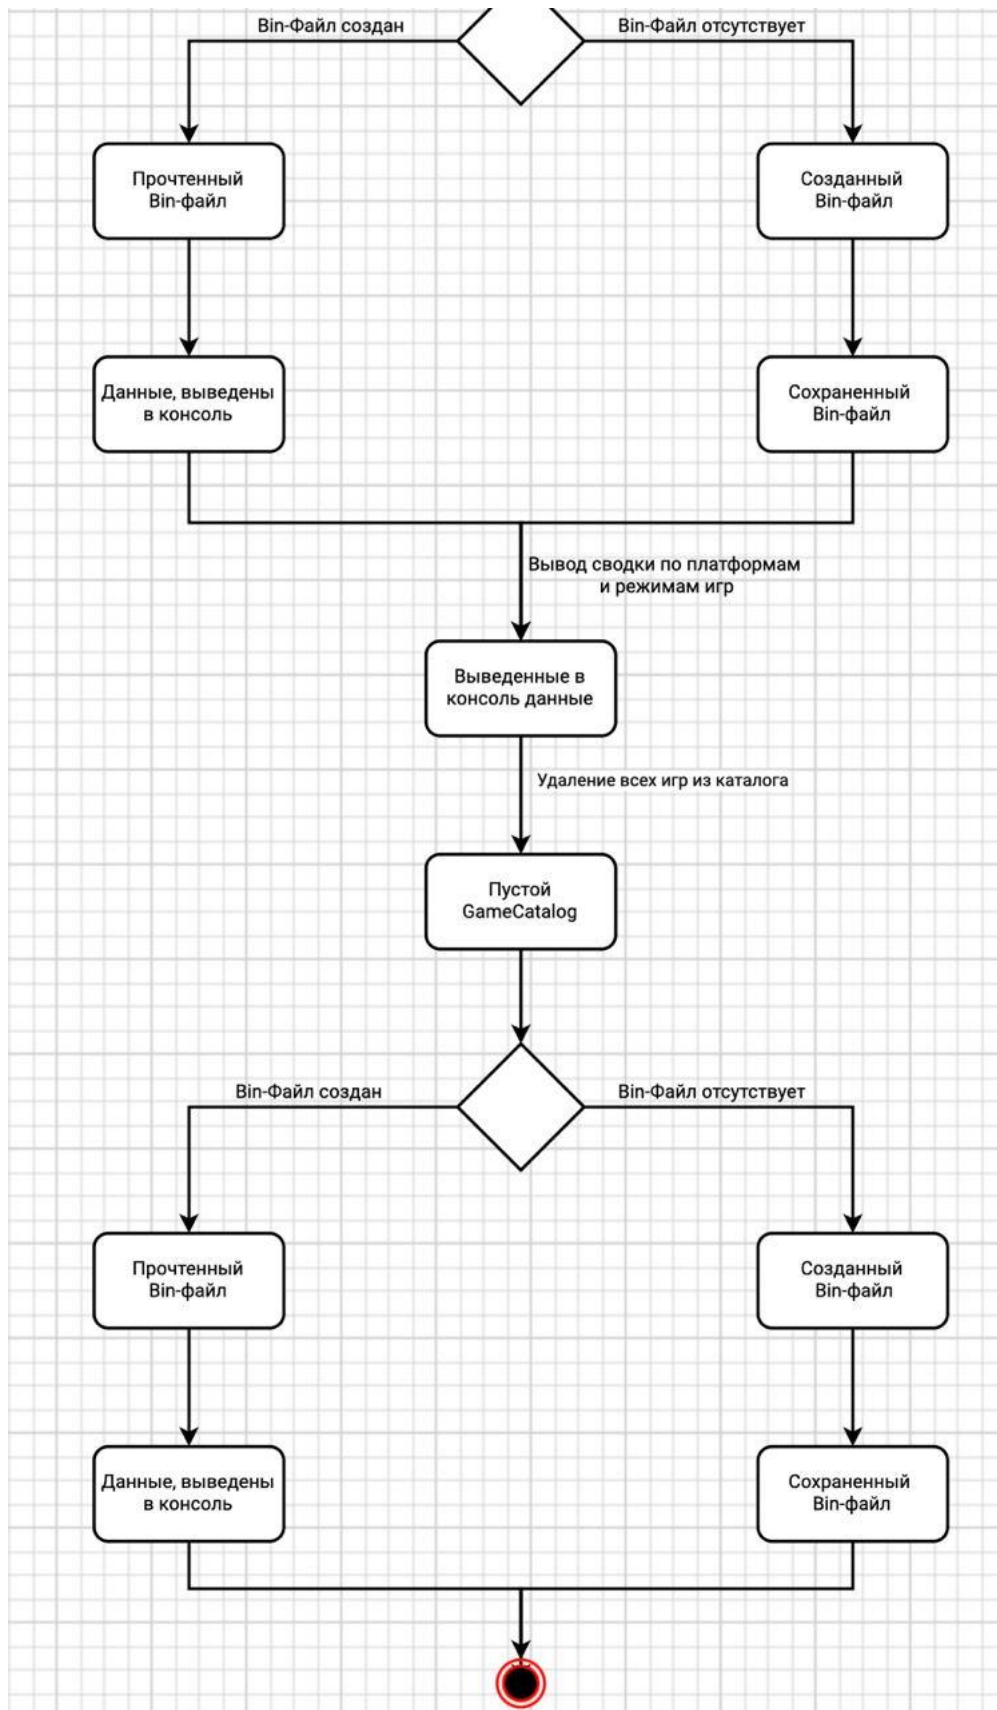 Bin-Файл создан
Bin-Файл отсутствует
Прочтенный
Bin-файл
Созданный
Bin-файл
Данные, выведены
в консоль
Сохраненный
Bin-файл
Вывод сводки по платформам
и режимам игр
Выведенные в
консоль данные
Удаление всех игр из каталога
Пустой
GameCatalog
Bin-Файл создан
Bin-Файл отсутствует
Прочтенный
Bin-файл
Созданный
Bin-файл
Данные, выведены
в консоль
Сохраненный
Bin-файл